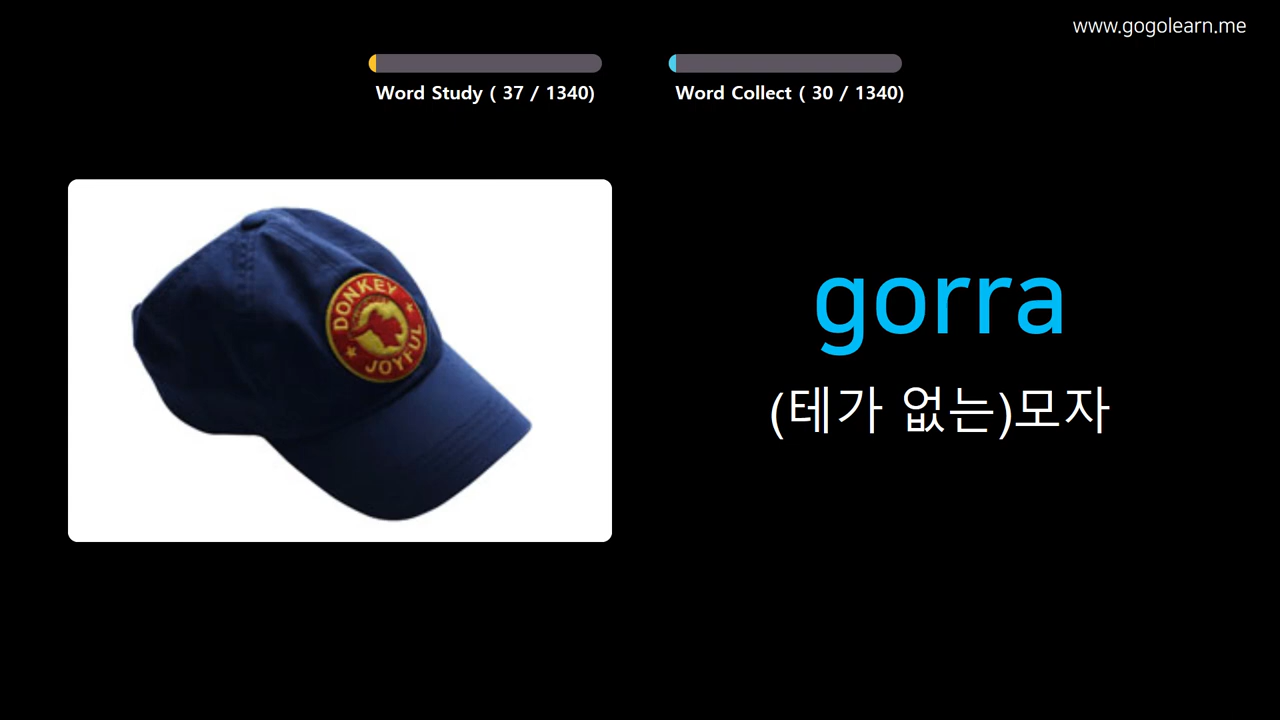 www.gogolearn.me
Word Study ( 37 / 1340)
Word Collect ( 30 / 1340)
DONKEY
JOYFUL
gorra
(테가 없는)모자